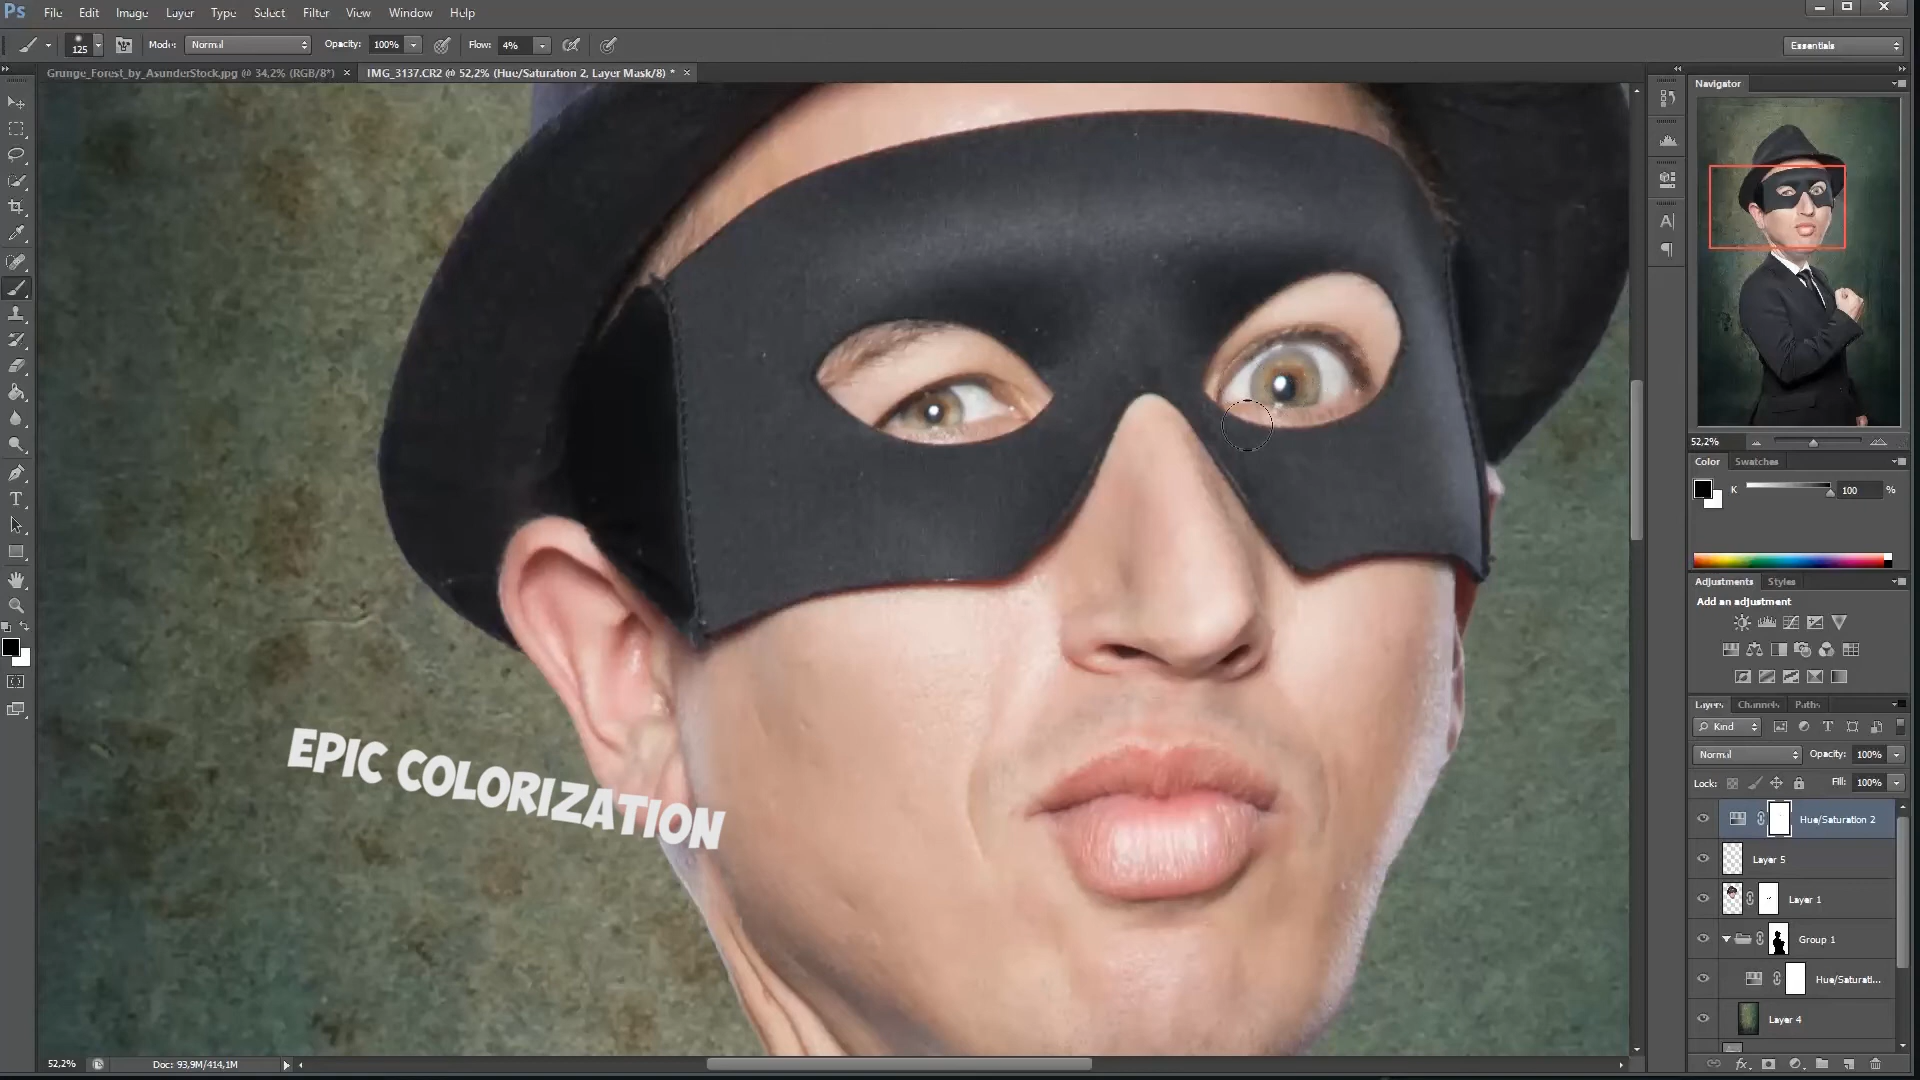 Ps File Edit Image Layer Type Select Filter View Window Help
125 Mode: Normal Opacity: 100% Flow: 4% Essentials
Grunge_Forest_by_AsunderStock.jpg @ 34,2% (RGB/8*) × IMG_3137.CR2 @ 52,2% (Hue/Saturation 2, Layer Mask/8) * ×
Navigator
52,2%
Color Swatches
K 100 %
Adjustments Styles
Add an adjustment
Layers Channels Paths
Kind
Normal Opacity: 100%
Lock: Fill: 100%
Hue/Saturation 2
Layer 5
Layer 1
Group 1
Hue/Saturati...
Layer 4
EPIC COLORIZATION
52,2% Doc: 93,9M/414,1M